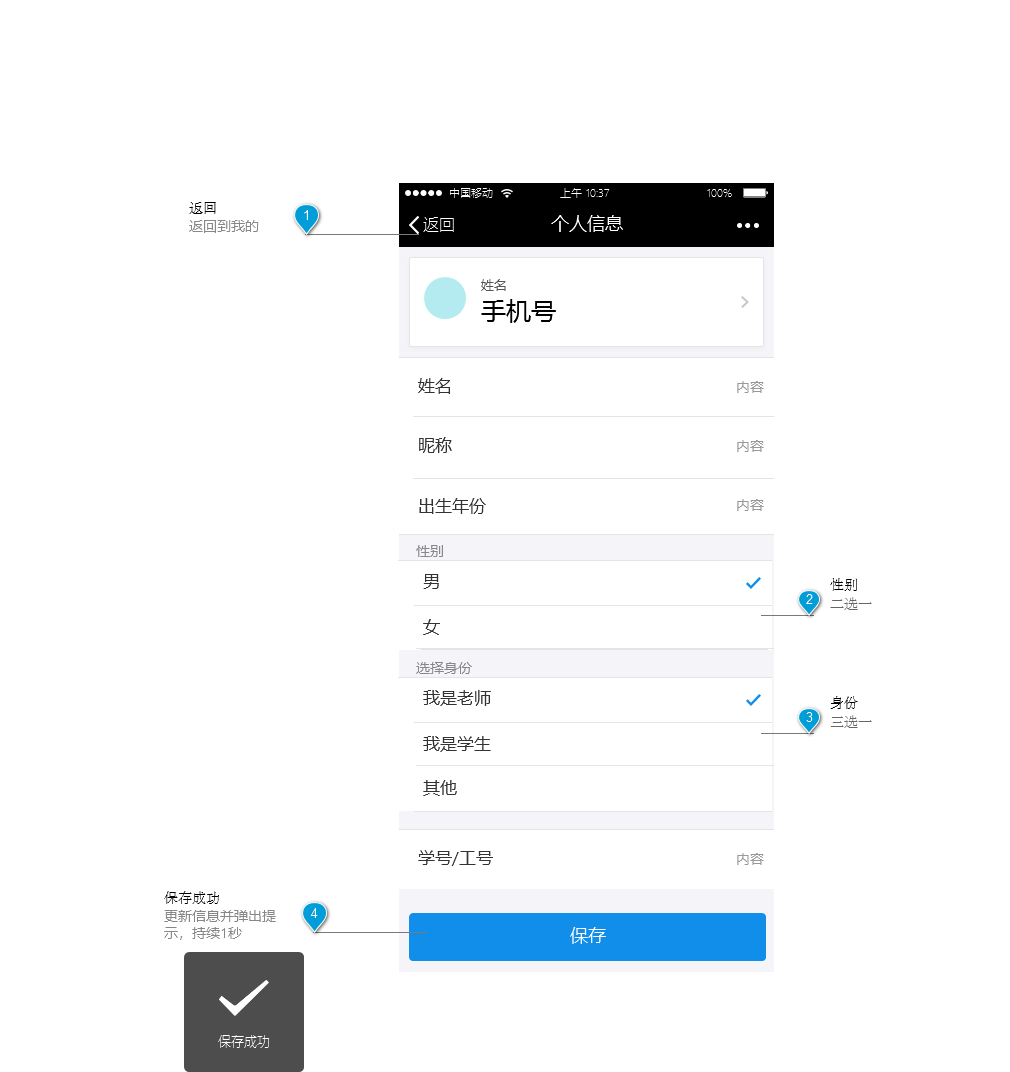 中国移动 上午 10:37 100%
返回
返回到我的
1
返回 个人信息
姓名
手机号
姓名 内容
昵称 内容
出生年份 内容
性别
男
女
2
性别
二选一
选择身份
我是老师
我是学生
其他
3
身份
三选一
学号/工号 内容
保存成功
更新信息并弹出提
示，持续1秒
4
保存
保存成功